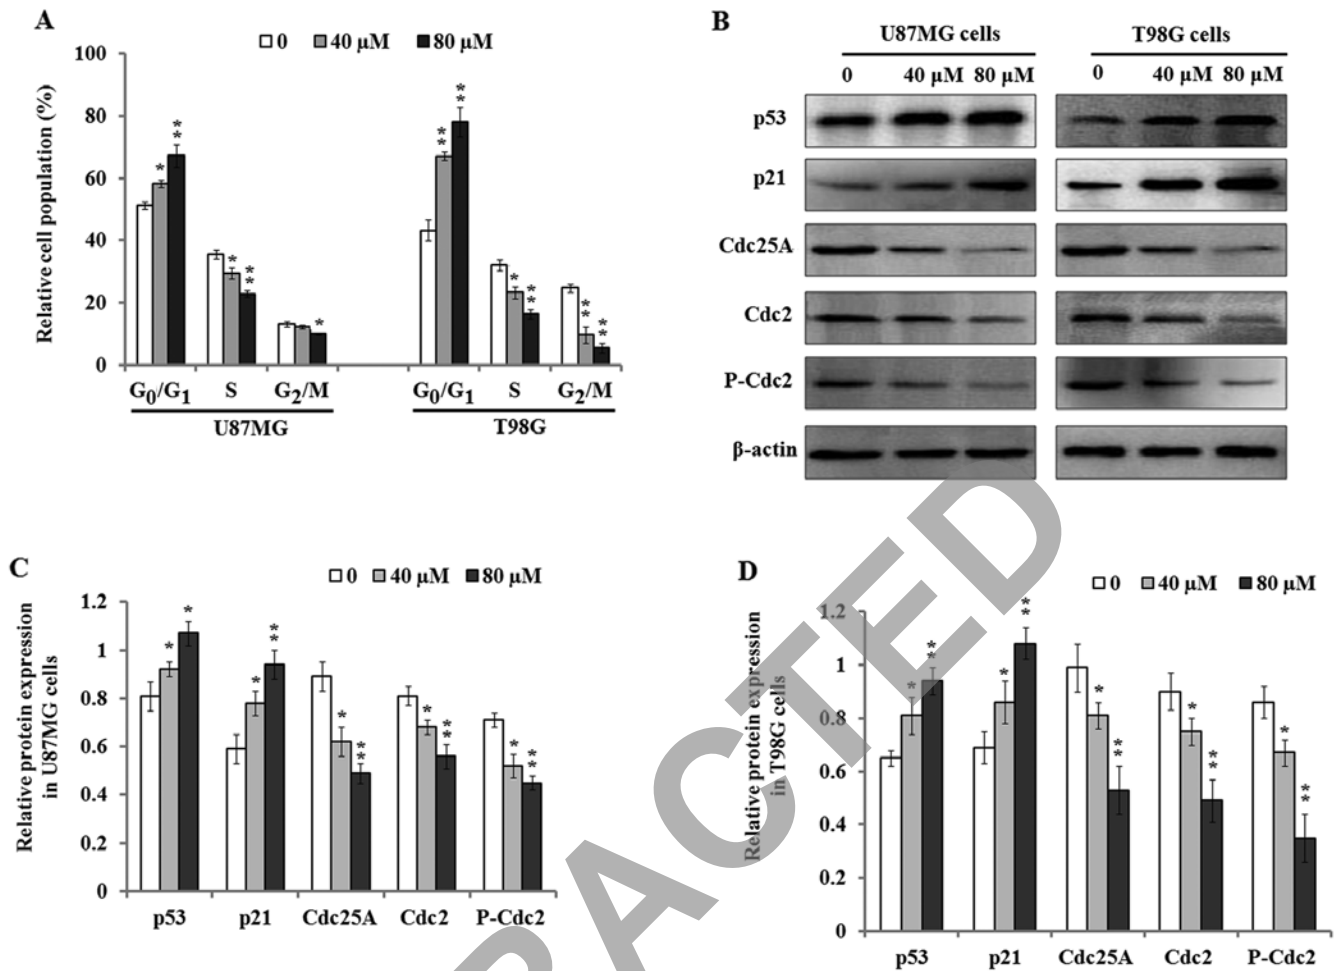 A
0 40 µM 80 µM
Relative cell population (%)
100
80
60
40
20
0
* ** * ** * ** ** * ** ** **
G0/G1 S G2/M G0/G1 S G2/M
U87MG T98G
B
U87MG cells T98G cells
0 40 µM 80 µM 0 40 µM 80 µM
p53
p21
Cdc25A
Cdc2
P-Cdc2
β-actin
C
0 40 µM 80 µM
Relative protein expression
in U87MG cells
1.2
1
0.8
0.6
0.4
0.2
0
* * * ** * ** * ** * **
p53 p21 Cdc25A Cdc2 P-Cdc2
D
0 40 µM 80 µM
Relative protein expression
in T98G cells
1.2
1
0.8
0.6
0.4
0.2
0
* ** * ** * ** * ** * **
p53 p21 Cdc25A Cdc2 P-Cdc2
RACTED